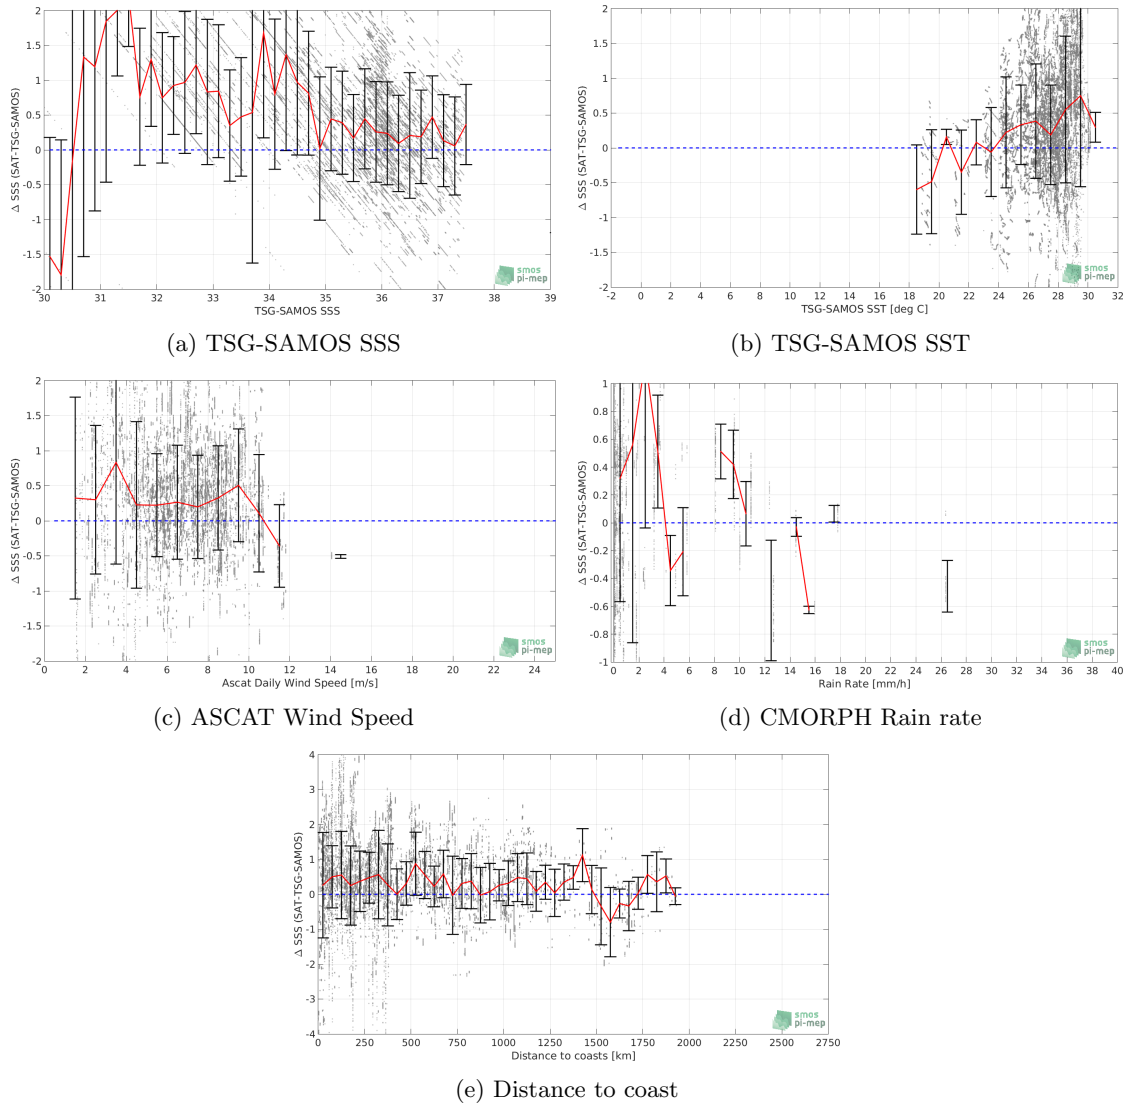 2
1.5
1
0.5
0
-0.5
-1
-1.5
-2
Δ SSS (SAT-TSG-SAMOS)
30 31 32 33 34 35 36 37 38 39
TSG-SAMOS SSS
smos
pi-mep
(a) TSG-SAMOS SSS
2
1.5
1
0.5
0
-0.5
-1
-1.5
-2
Δ SSS (SAT-TSG-SAMOS)
-2 0 2 4 6 8 10 12 14 16 18 20 22 24 26 28 30 32
TSG-SAMOS SST [deg C]
smos
pi-mep
(b) TSG-SAMOS SST
2
1.5
1
0.5
0
-0.5
-1
-1.5
-2
Δ SSS (SAT-TSG-SAMOS)
2 4 6 8 10 12 14 16 18 20 22 24
Ascat Daily Wind Speed [m/s]
smos
pi-mep
(c) ASCAT Wind Speed
1
0.8
0.6
0.4
0.2
0
-0.2
-0.4
-0.6
-0.8
-1
Δ SSS (SAT-TSG-SAMOS)
0 2 4 6 8 10 12 14 16 18 20 22 24 26 28 30 32 34 36 38 40
Rain Rate [mm/h]
smos
pi-mep
(d) CMORPH Rain rate
4
3
2
1
0
-1
-2
-3
-4
Δ SSS (SAT-TSG-SAMOS)
0 250 500 750 1000 1250 1500 1750 2000 2250 2500 2750
Distance to coasts [km]
smos
pi-mep
(e) Distance to coast